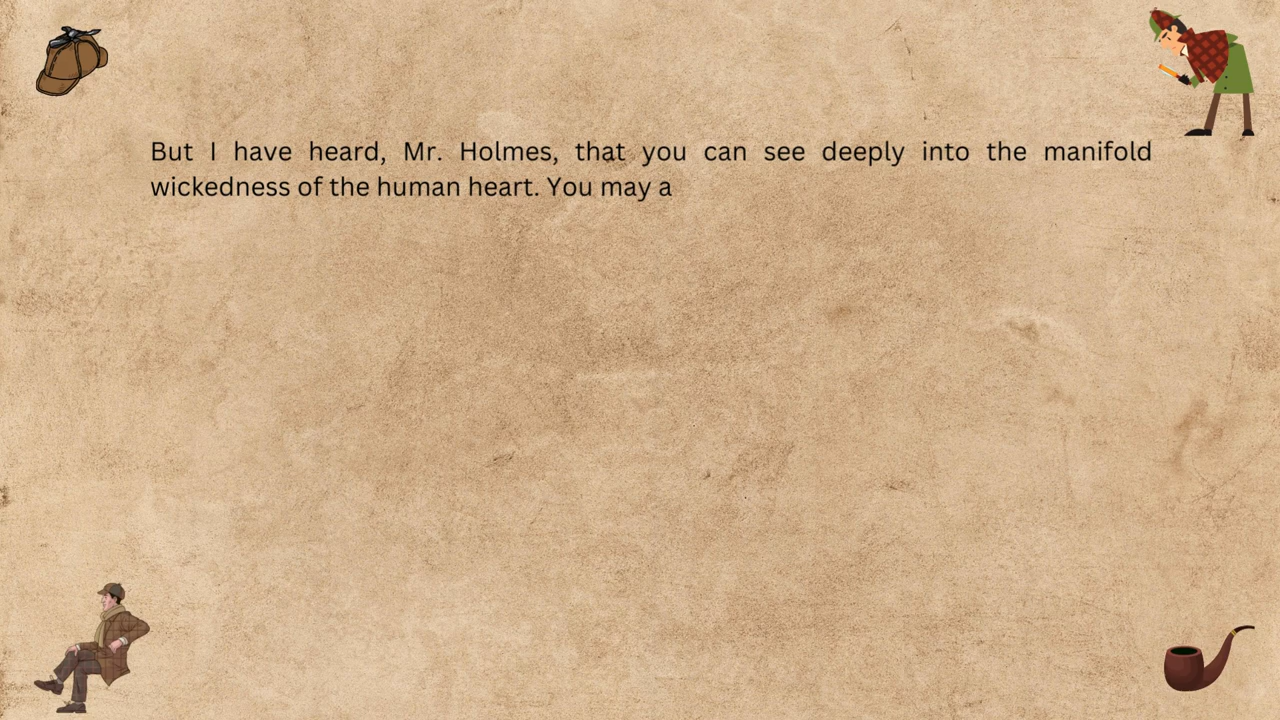 But I have heard, Mr. Holmes, that you can see deeply into the manifold
wickedness of the human heart. You may a